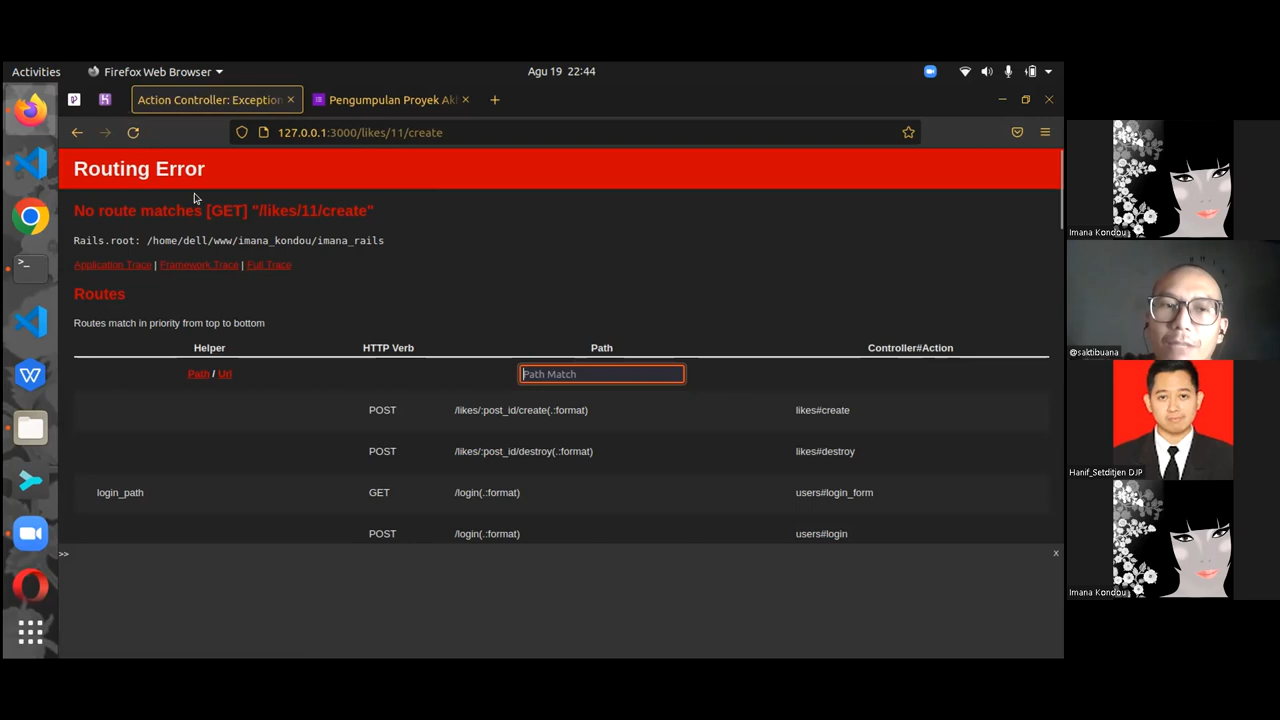 Activities
Firefox Web Browser
Agu 19 22:44
Action Controller: Exception
Pengumpulan Proyek Ak
127.0.0.1:3000/likes/11/create
Routing Error
No route matches [GET] "/likes/11/create"
Rails.root: /home/dell/www/imana_kondou/imana_rails
Application Trace | Framework Trace | Full Trace
Routes
Routes match in priority from top to bottom
Helper HTTP Verb Path Controller#Action
Path / Url Path Match
POST /likes/:post_id/create(.:format) likes#create
POST /likes/:post_id/destroy(.:format) likes#destroy
login_path GET /login(.:format) users#login_form
POST /login(.:format) users#login
>> x
Imana Kondou
@saktibuana
Hanif_Setditjen DJP
Imana Kondou